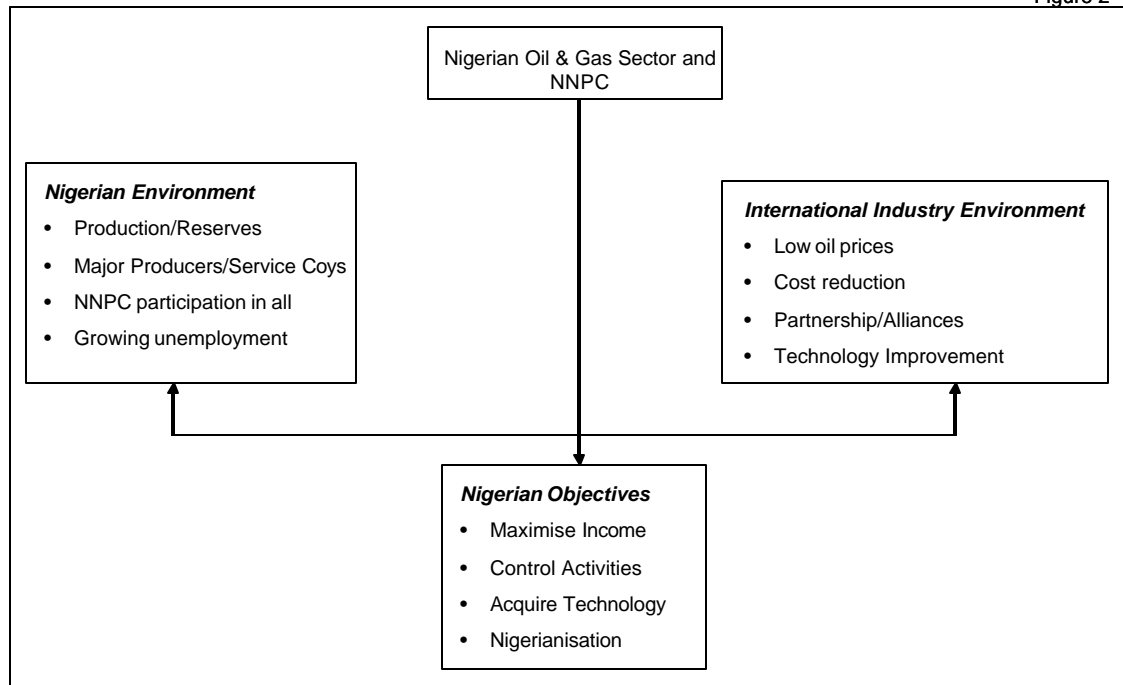 Figure 2
Nigerian Oil & Gas Sector and
NNPC
Nigerian Environment
• Production/Reserves
• Major Producers/Service Coys
• NNPC participation in all
• Growing unemployment
International Industry Environment
• Low oil prices
• Cost reduction
• Partnership/Alliances
• Technology Improvement
Nigerian Objectives
• Maximise Income
• Control Activities
• Acquire Technology
• Nigerianisation